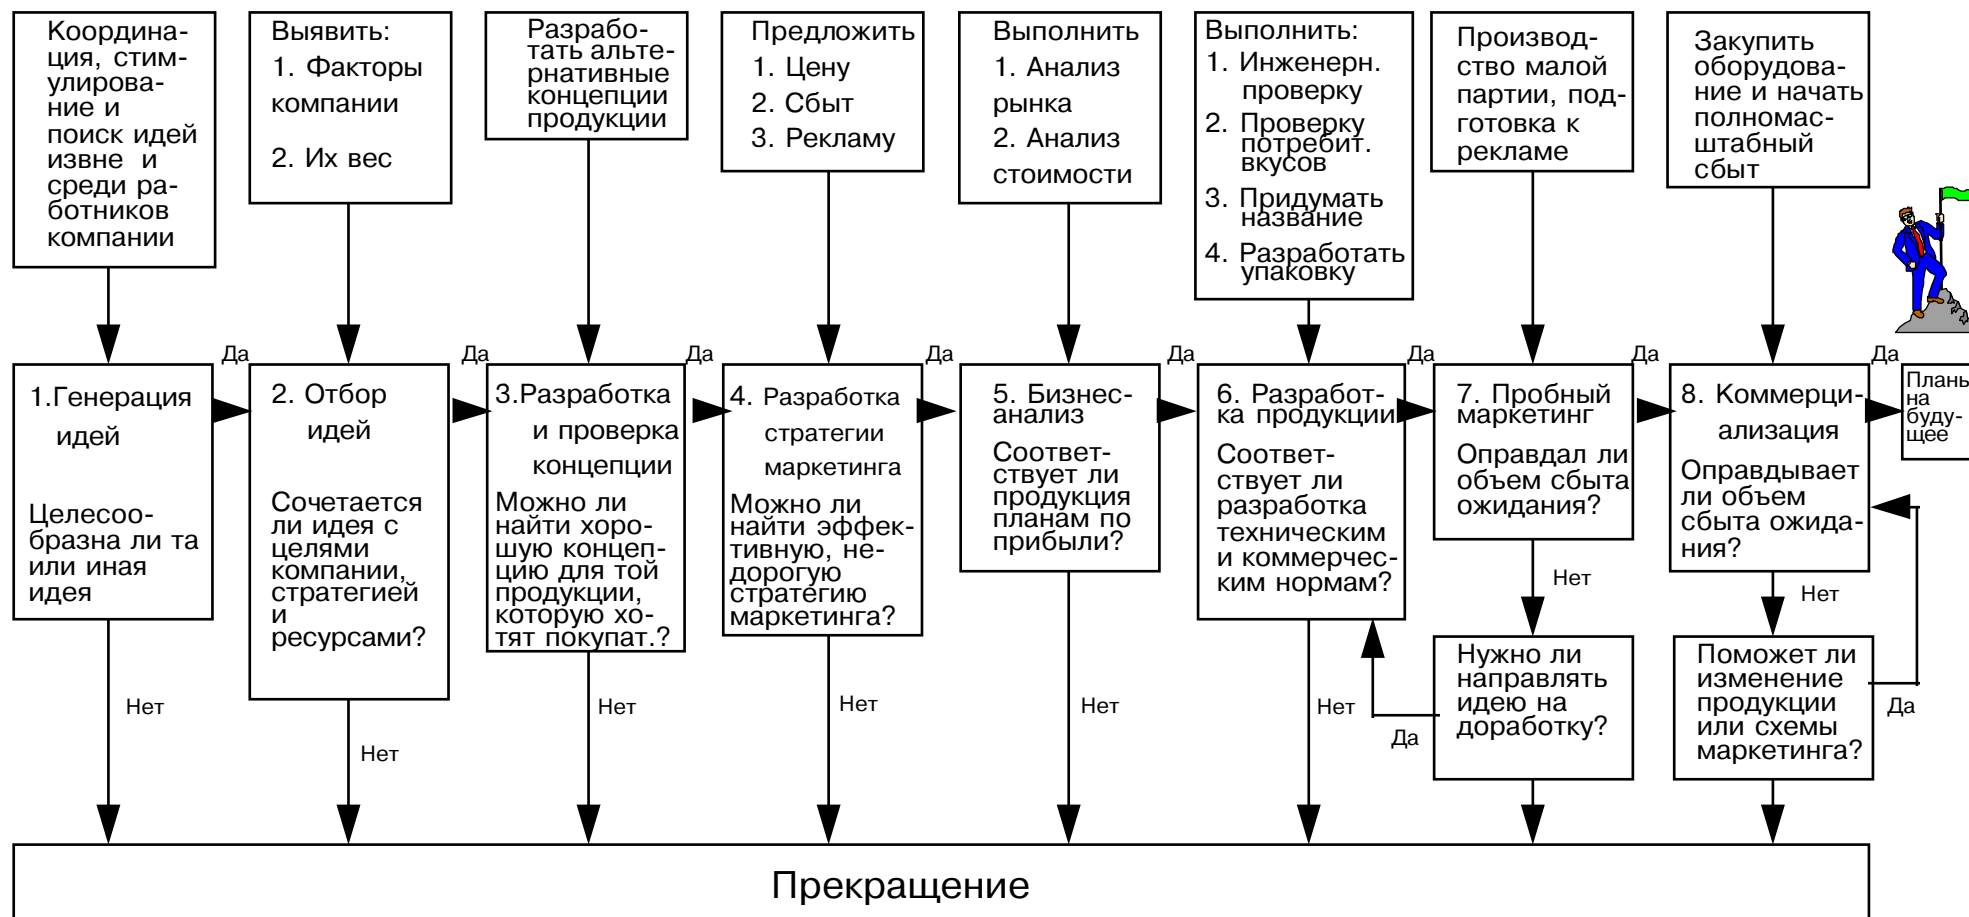 Координа-
ция, стим-
улирова-
ние и
поиск идей
извне и
среди ра-
ботников
компании
Выявить:
1. Факторы
компании
2. Их вес
Разрабо-
тать альте-
рнативные
концепции
продукции
Предложить
1. Цену
2. Сбыт
3. Рекламу
Выполнить
1. Анализ
рынка
2. Анализ
стоимости
Выполнить:
1. Инженерн.
проверку
2. Проверку
потребит.
вкусов
3. Придумать
название
4. Разработать
упаковку
Производ-
ство малой
партии, под-
готовка к
рекламе
Закупить
оборудова-
ние и начать
полномас-
штабный
сбыт
Да
Да
Да
Да
Да
Да
Да
Да
1.Генерация
идей
Целесоо-
бразна ли та
или иная
идея
2. Отбор
идей
Сочетается
ли идея с
целями
компании,
стратегией
и
ресурсами?
3.Разработка
и проверка
концепции
Можно ли
найти хоро-
шую концеп-
цию для той
продукции,
которую хо-
тят покупат.?
4. Разработка
стратегии
маркетинга
Можно ли
найти эффек-
тивную, не-
дорогую
стратегию
маркетинга?
5. Бизнес-
анализ
Соответ-
ствует ли
продукция
планам по
прибыли?
6. Разработ-
ка продукции
Соответ-
ствует ли
разработка
техническим
и коммерчес-
ким нормам?
7. Пробный
маркетинг
Оправдал ли
объем сбыта
ожидания?
8. Коммерци-
ализация
Оправдывает
ли объем
сбыта ожида-
ния?
Планы
на
буду-
щее
Нет
Нет
Нужно ли
направлять
идею на
доработку?
Поможет ли
изменение
продукции
или схемы
маркетинга?
Нет
Нет
Нет
Нет
Нет
Нет
Да
Да
Прекращение